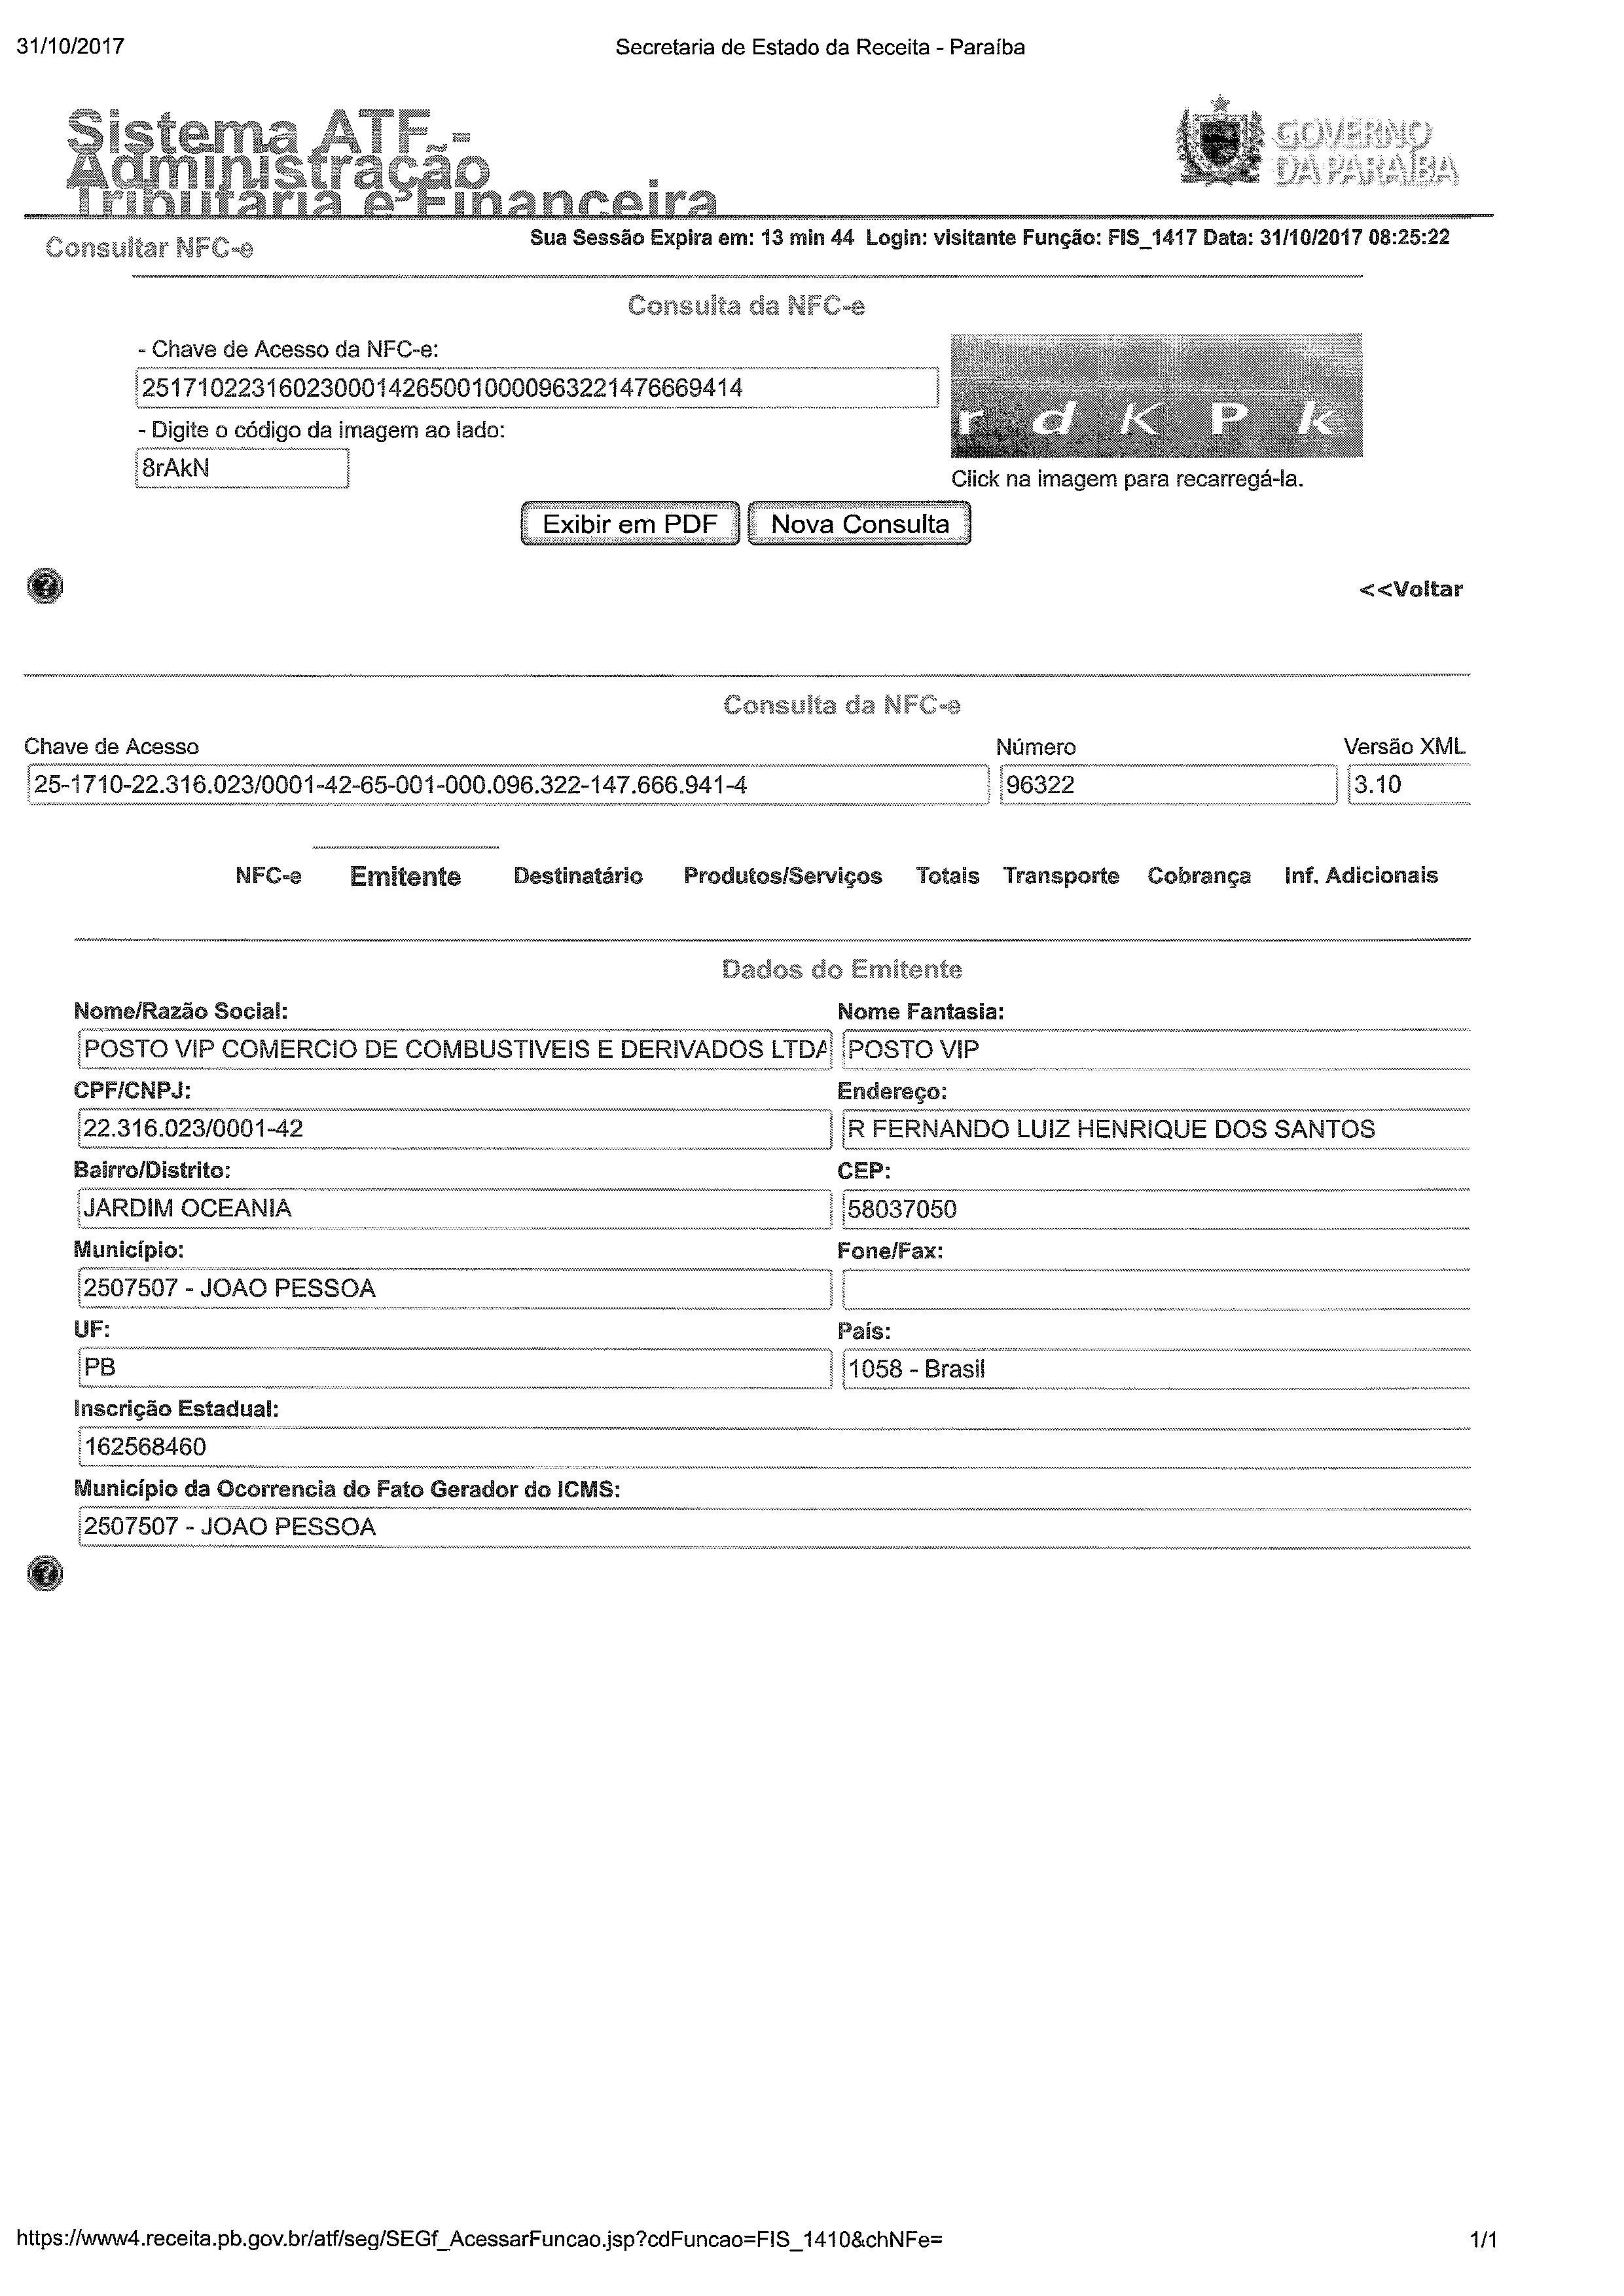 31/10/2017 Secretaria de Estado da Receita - Paraíba
Sistema ATF -
Administração
Tributária e Financeira
GOVERNO
DA PARAÍBA
Consultar NFC-e Sua Sessão Expira em: 13 min 44 Login: visitante Função: FIS_1417 Data: 31/10/2017 08:25:22
Consulta da NFC-e
- Chave de Acesso da NFC-e:
25171022316023000142650010000963221476669414
- Digite o código da imagem ao lado:
r d K P k
8rAkN
Click na imagem para recarregá-la.
Exibir em PDF Nova Consulta
<<Voltar
Consulta da NFC-e
Chave de Acesso Número Versão XML
25-1710-22.316.023/0001-42-65-001-000.096.322-147.666.941-4 96322 3.10
NFC-e Emitente Destinatário Produtos/Serviços Totais Transporte Cobrança Inf. Adicionais
Dados do Emitente
Nome/Razão Social: Nome Fantasia:
POSTO VIP COMERCIO DE COMBUSTIVEIS E DERIVADOS LTDA POSTO VIP
CPF/CNPJ: Endereço:
22.316.023/0001-42 R FERNANDO LUIZ HENRIQUE DOS SANTOS
Bairro/Distrito: CEP:
JARDIM OCEANIA 58037050
Município: Fone/Fax:
2507507 - JOAO PESSOA
UF: País:
PB 1058 - Brasil
Inscrição Estadual:
162568460
Município da Ocorrencia do Fato Gerador do ICMS:
2507507 - JOAO PESSOA
https://www4.receita.pb.gov.br/atf/seg/SEGf_AcessarFuncao.jsp?cdFuncao=FIS_1410&chNFe= 1/1